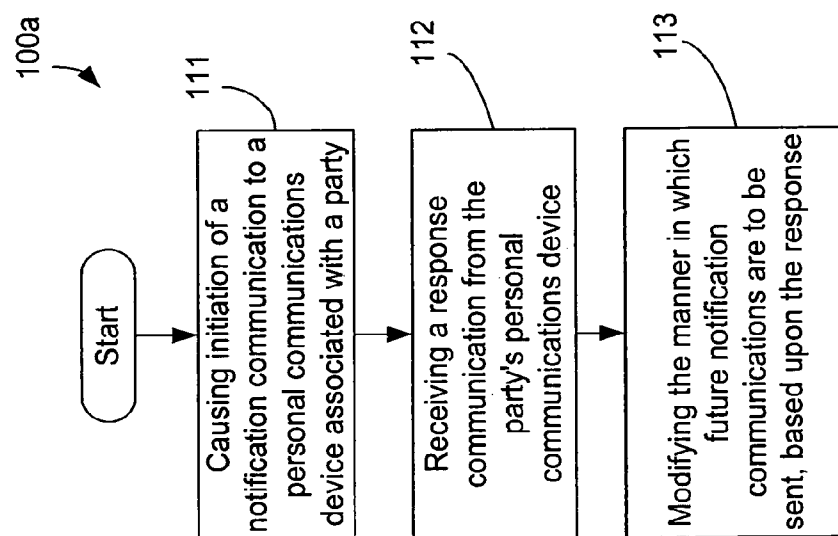 100a
Start
111
Causing initiation of a
notification communication to a
personal communications
device associated with a party
112
Receiving a response
communication from the
party's personal
communications device
113
Modifying the manner in which
future notification
communications are to be
sent, based upon the response